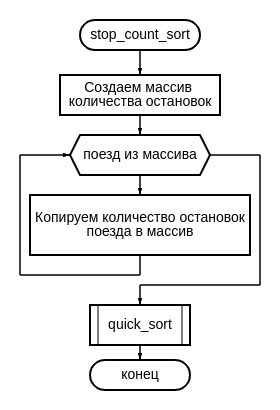 stop_count_sort
Создаем массив
количества остановок
поезд из массива
Копируем количество остановок
поезда в массив
quick_sort
конец